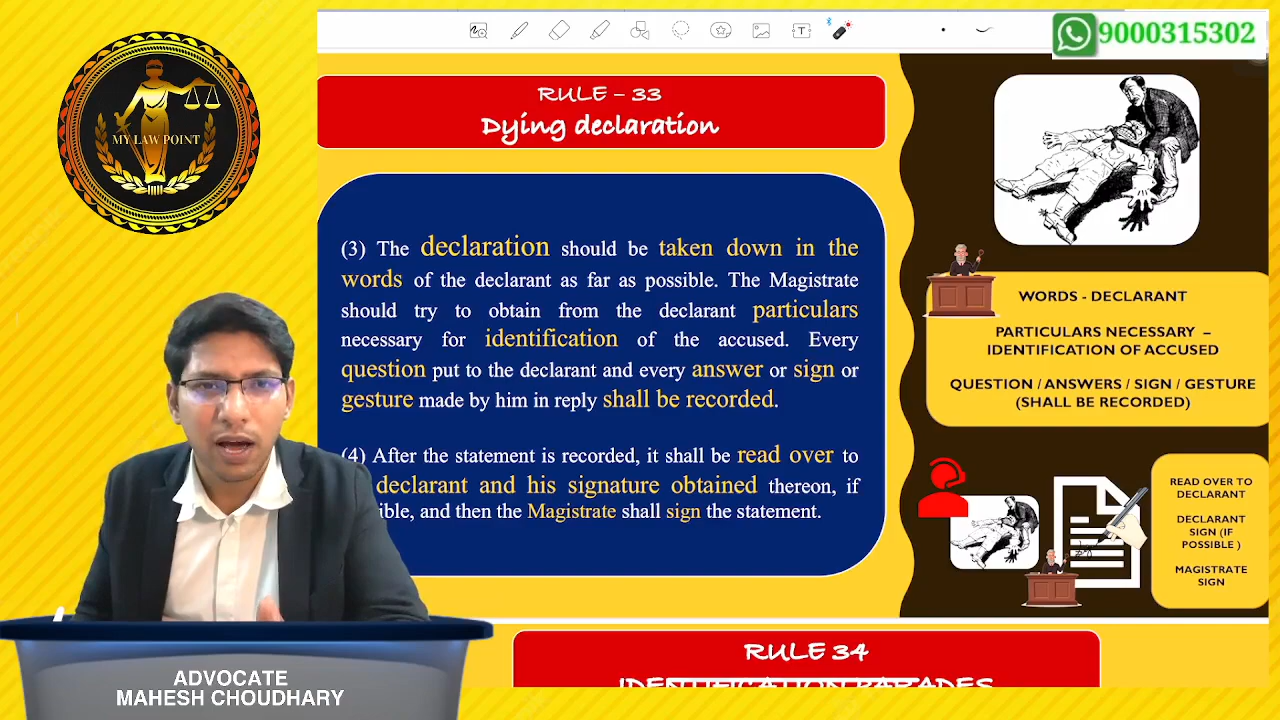 9000315302
MY LAW POINT
RULE – 33
Dying declaration
(3) The declaration should be taken down in the
words of the declarant as far as possible. The Magistrate
should try to obtain from the declarant particulars
necessary for identification of the accused. Every
question put to the declarant and every answer or sign or
gesture made by him in reply shall be recorded.
(4) After the statement is recorded, it shall be read over to
declarant and his signature obtained thereon, if
ible, and then the Magistrate shall sign the statement.
WORDS - DECLARANT
PARTICULARS NECESSARY –
IDENTIFICATION OF ACCUSED
QUESTION / ANSWERS / SIGN / GESTURE
(SHALL BE RECORDED)
READ OVER TO
DECLARANT
DECLARANT
SIGN (IF
POSSIBLE )
MAGISTRATE
SIGN
RULE 34
IDENTIFICATION PARADES
ADVOCATE
MAHESH CHOUDHARY